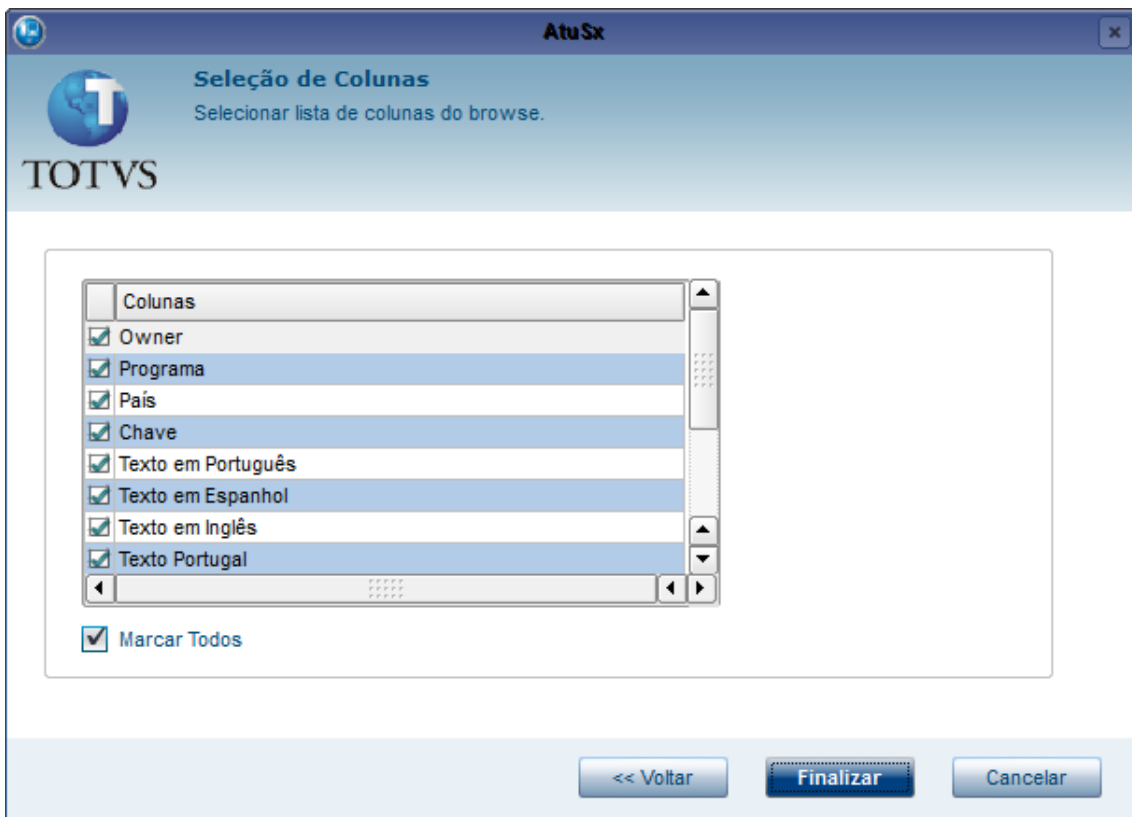 AtuSx
Seleção de Colunas
Selecionar lista de colunas do browse.
TOTVS
Colunas
Owner
Programa
País
Chave
Texto em Português
Texto em Espanhol
Texto em Inglês
Texto Portugal
Marcar Todos
<< Voltar
Finalizar
Cancelar